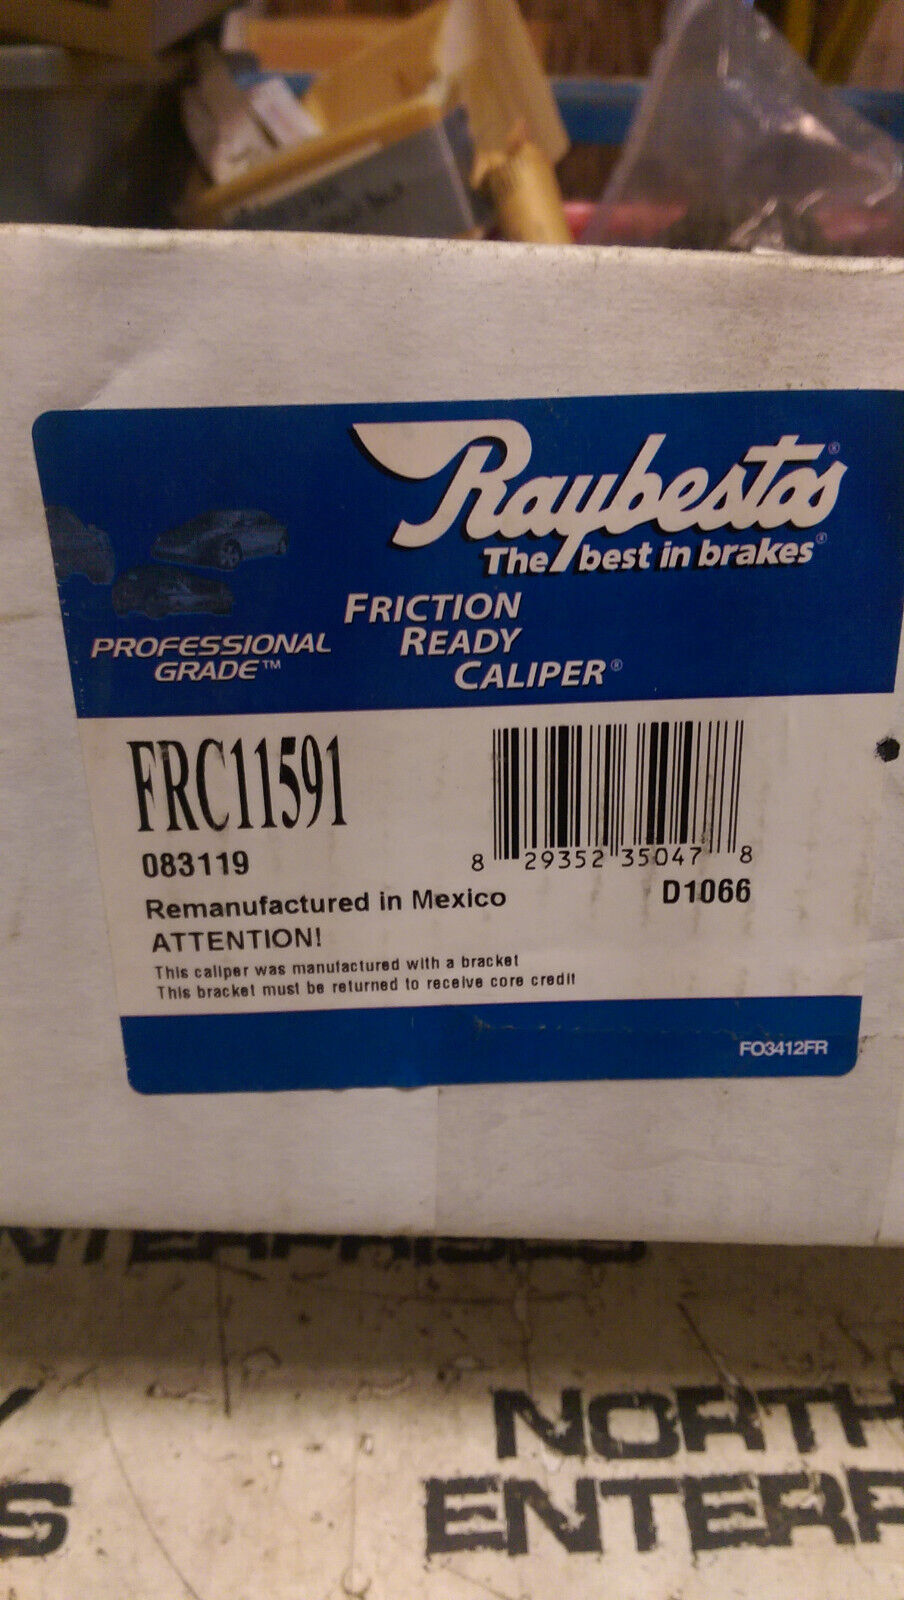 Raybestos®
The best in brakes®
FRICTION
READY
CALIPER®
PROFESSIONAL
GRADE™
FRC11591
083119
8 29352 35047 8
D1066
Remanufactured in Mexico
ATTENTION!
This caliper was manufactured with a bracket
This bracket must be returned to receive core credit
FO3412FR
NTERPRISES
NORTH
ENTERP
S